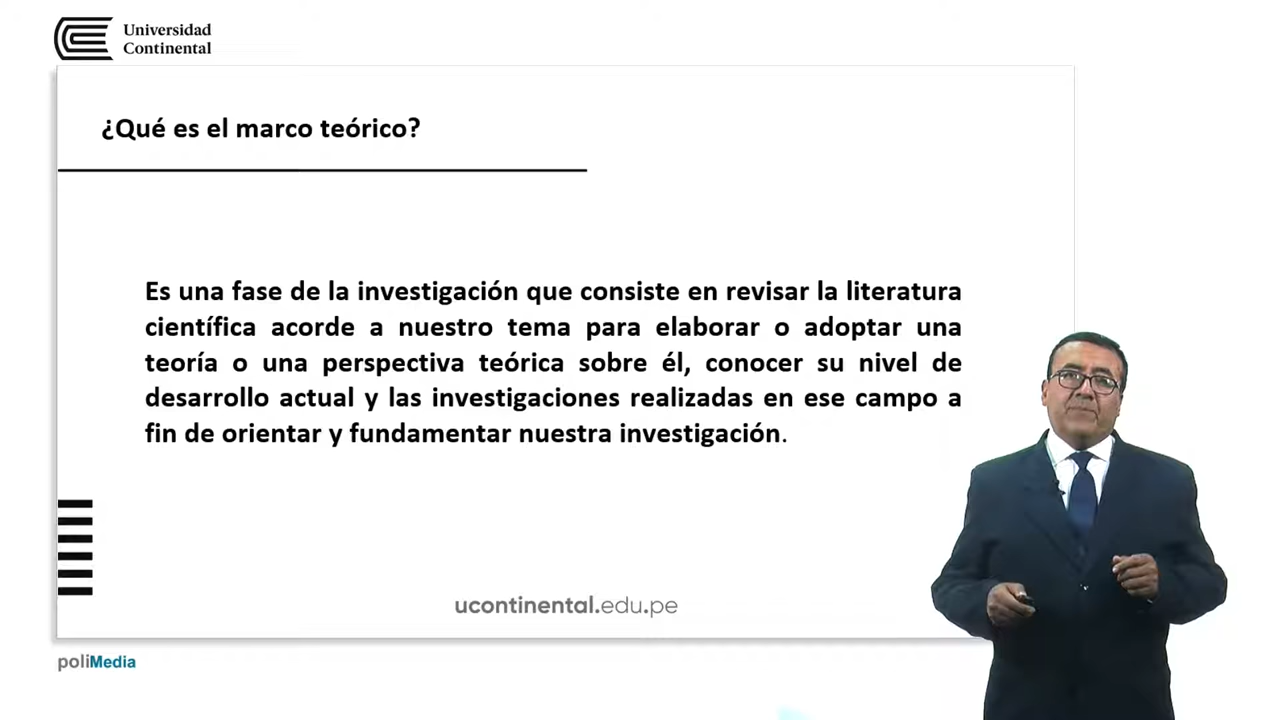 Universidad
Continental
¿Qué es el marco teórico?
Es una fase de la investigación que consiste en revisar la literatura
científica acorde a nuestro tema para elaborar o adoptar una
teoría o una perspectiva teórica sobre él, conocer su nivel de
desarrollo actual y las investigaciones realizadas en ese campo a
fin de orientar y fundamentar nuestra investigación.
ucontinental.edu.pe
poliMedia